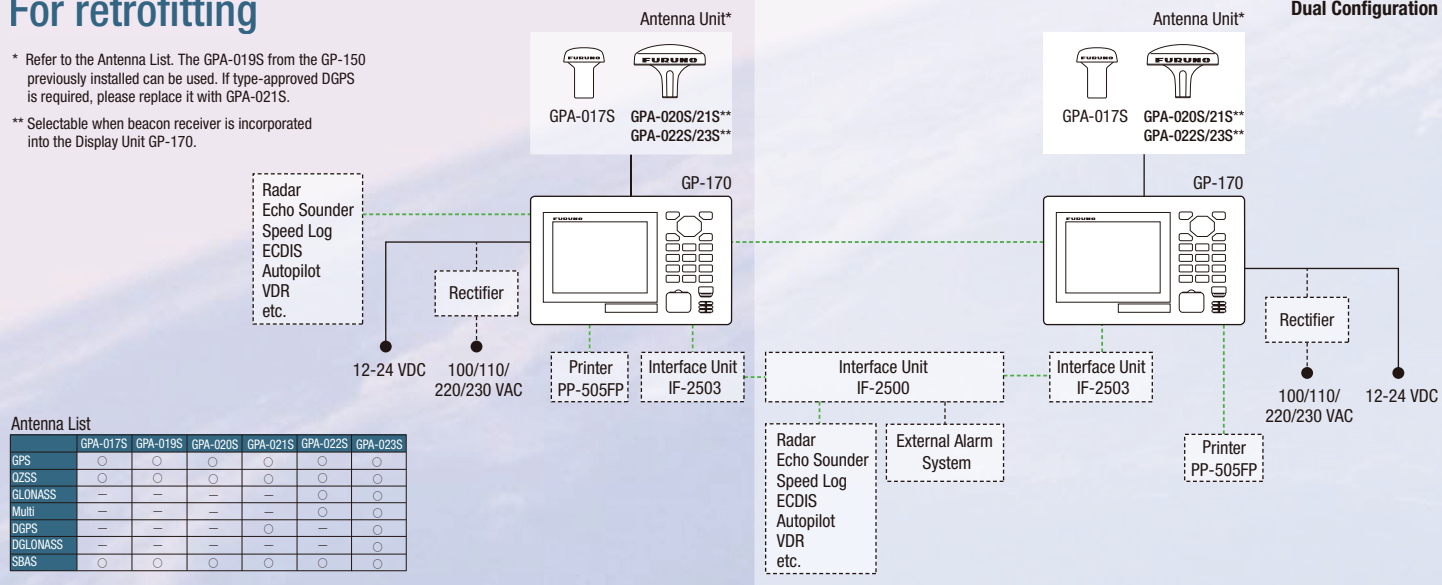 For retrofitting
* Refer to the Antenna List. The GPA-019S from the GP-150
previously installed can be used. If type-approved DGPS
is required, please replace it with GPA-021S.
** Selectable when beacon receiver is incorporated
into the Display Unit GP-170.
Antenna Unit*
FURUNO
FURUNO
GPA-017S
GPA-020S/21S**
GPA-022S/23S**
GP-170
FURUNO
Radar
Echo Sounder
Speed Log
ECDIS
Autopilot
VDR
etc.
Rectifier
12-24 VDC
100/110/
220/230 VAC
Printer
PP-505FP
Interface Unit
IF-2503
Dual Configuration
Antenna Unit*
FURUNO
FURUNO
GPA-017S
GPA-020S/21S**
GPA-022S/23S**
GP-170
FURUNO
Interface Unit
IF-2500
Interface Unit
IF-2503
Rectifier
100/110/
220/230 VAC
12-24 VDC
Radar
Echo Sounder
Speed Log
ECDIS
Autopilot
VDR
etc.
External Alarm
System
Printer
PP-505FP
Antenna List
GPA-017S GPA-019S GPA-020S GPA-021S GPA-022S GPA-023S
GPS ○ ○ ○ ○ ○ ○
QZSS ○ ○ ○ ○ ○ ○
GLONASS — — — — ○ ○
Multi — — — — ○ ○
DGPS — — — ○ — ○
DGLONASS — — — — — ○
SBAS ○ ○ ○ ○ ○ ○